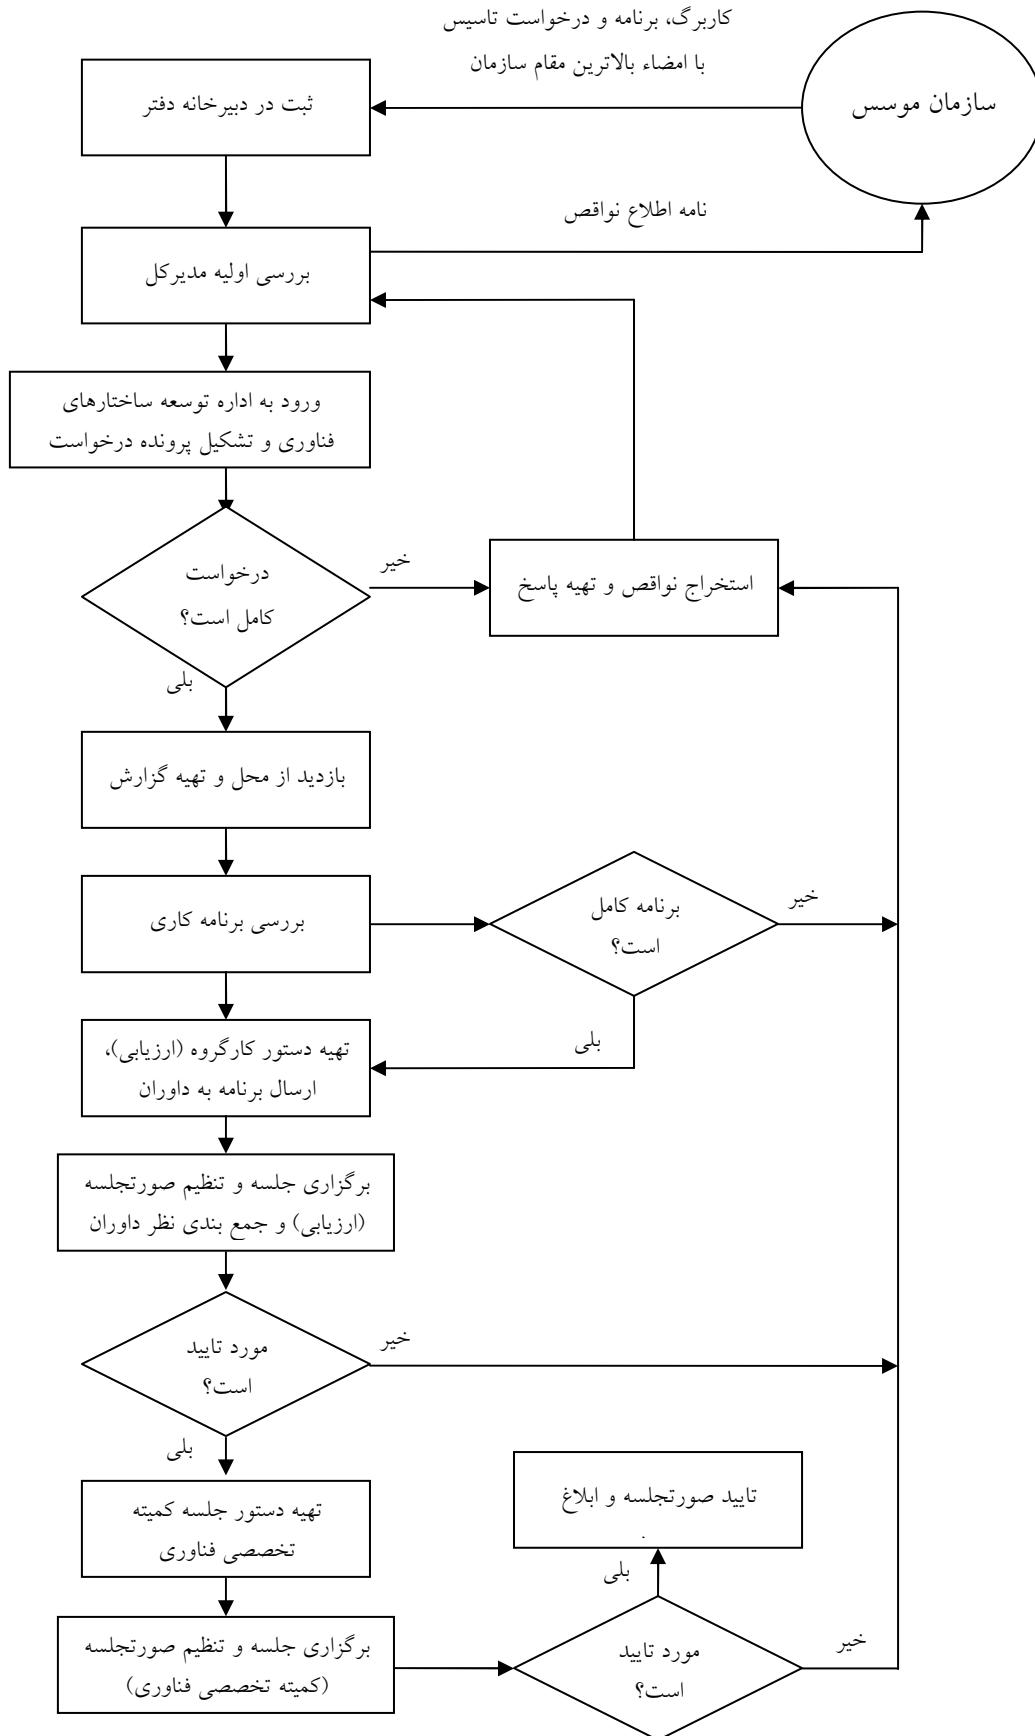 کاربرگ، برنامه و درخواست تاسیس
با امضاء بالاترین مقام سازمان
سازمان موسس
ثبت در دبیرخانه دفتر
نامه اطلاع نواقص
بررسی اولیه مدیرکل
ورود به اداره توسعه ساختارهای
فناوری و تشکیل پرونده درخواست
درخواست
کامل است؟
خیر
استخراج نواقص و تهیه پاسخ
بلی
بازدید از محل و تهیه گزارش
بررسی برنامه کاری
برنامه کامل
است؟
خیر
بلی
تهیه دستور کارگروه (ارزیابی)،
ارسال برنامه به داوران
برگزاری جلسه و تنظیم صورتجلسه
(ارزیابی) و جمع بندی نظر داوران
مورد تایید
است؟
خیر
بلی
تهیه دستور جلسه کمیته
تخصصی فناوری
تایید صورتجلسه و ابلاغ
بلی
برگزاری جلسه و تنظیم صورتجلسه
(کمیته تخصصی فناوری)
مورد تایید
است؟
خیر